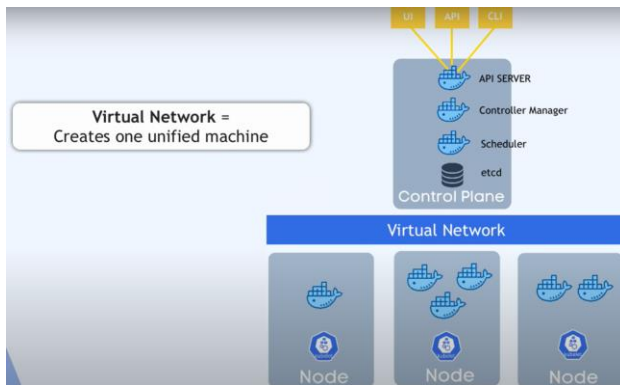 UI API CLI
API SERVER
Virtual Network =
Creates one unified machine
Controller Manager
Scheduler
etcd
Control Plane
Virtual Network
Node Node Node